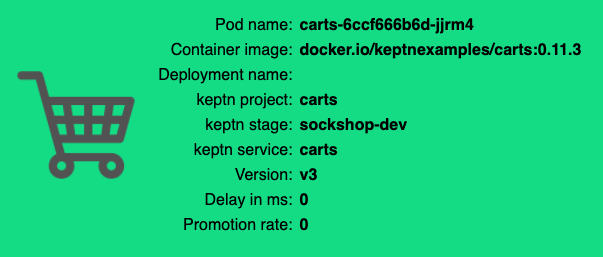 Pod name: carts-6ccf666b6d-jjrm4
Container image: docker.io/keptnexamples/carts:0.11.3
Deployment name:
keptn project: carts
keptn stage: sockshop-dev
keptn service: carts
Version: v3
Delay in ms: 0
Promotion rate: 0